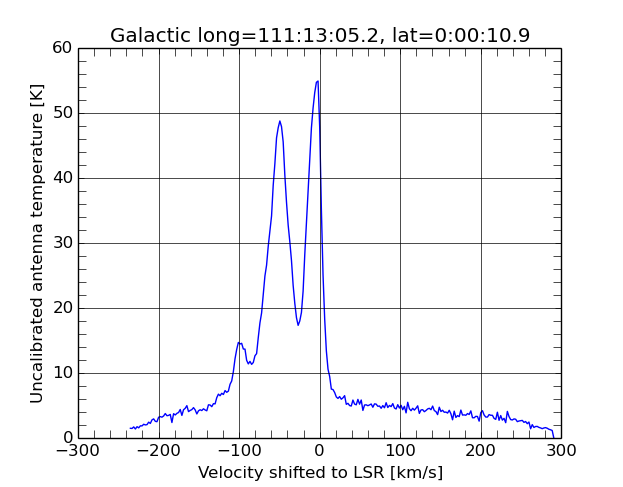 Galactic long=111:13:05.2, lat=0:00:10.9
Uncalibrated antenna temperature [K]
60
50
40
30
20
10
0
−300 −200 −100 0 100 200 300
Velocity shifted to LSR [km/s]